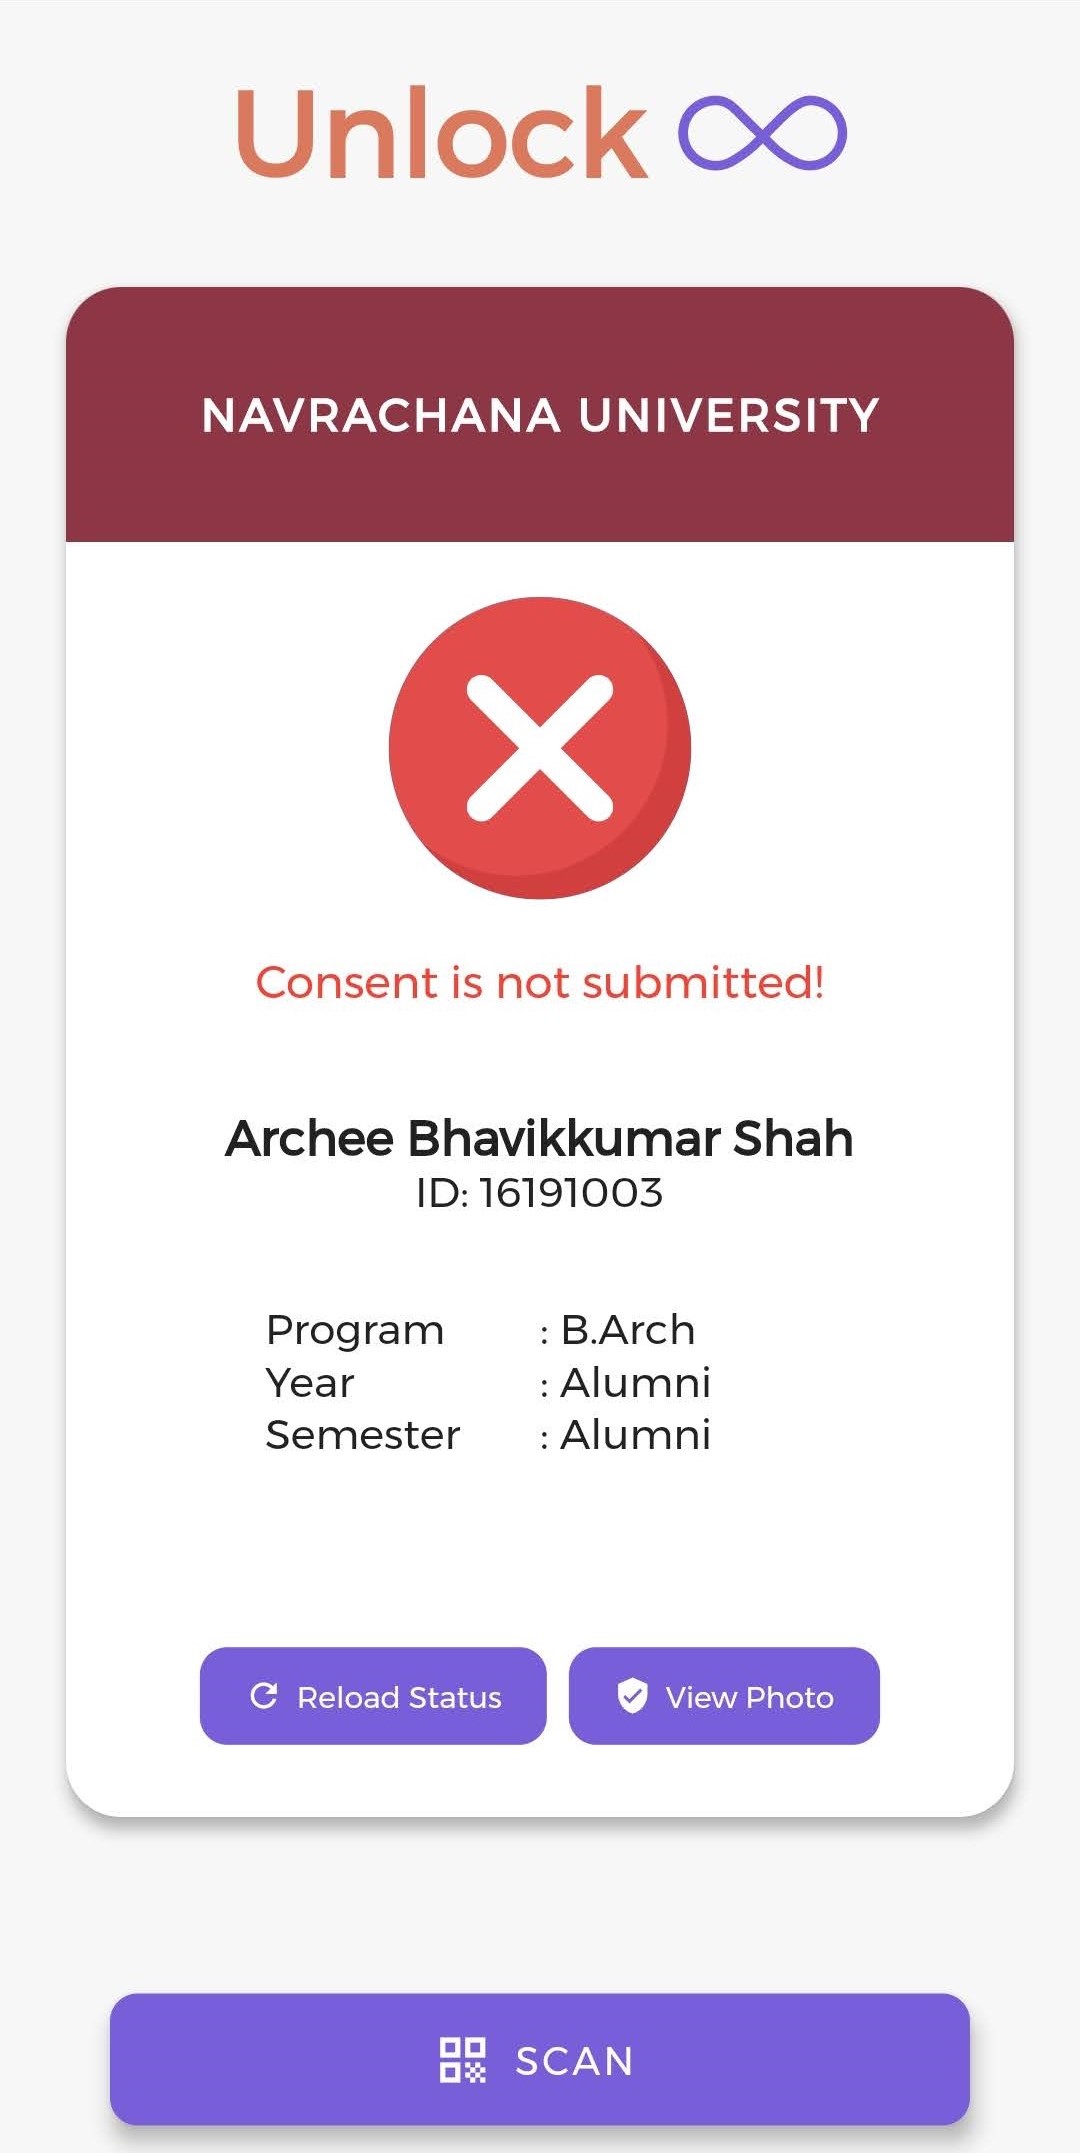 Unlock
NAVRACHANA UNIVERSITY
Consent is not submitted!
Archee Bhavikkumar Shah
ID: 16191003
Program : B.Arch
Year : Alumni
Semester : Alumni
Reload Status View Photo
SCAN